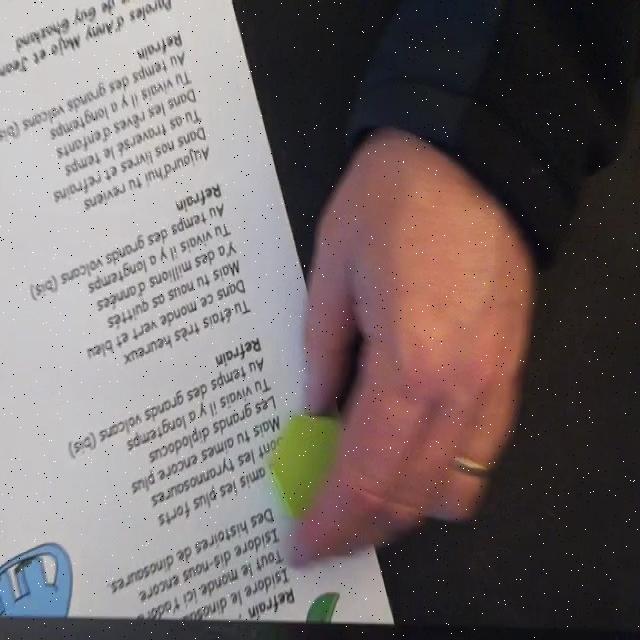 Refrain
Isidore le
Tout le monde ici t'adore
Isidore dis-nous encore
Des histoires de dinosaures.
amis les plus forts
les tyrannosaures
Mais tu aimes encore plus
Les grands diplodocus
Tu vivais il y a longtemps
Au temps des grands volcans (bis)
Refrain
Tu étais très heureux
Dans ce monde vert et bleu
Mais tu nous as quittés
Y'a des millions d'années
Tu vivais il y a longtemps
Au temps des grands volcans (bis)
Refrain
Aujourd'hui tu reviens
Dans nos livres et refrains
Tu as traversé le temps
Dans les rêves d'enfants
Tu vivais il y a longtemps
Au temps des grands volcans (bis)
Refrain
Paroles d'Anny et Jean
de Guy